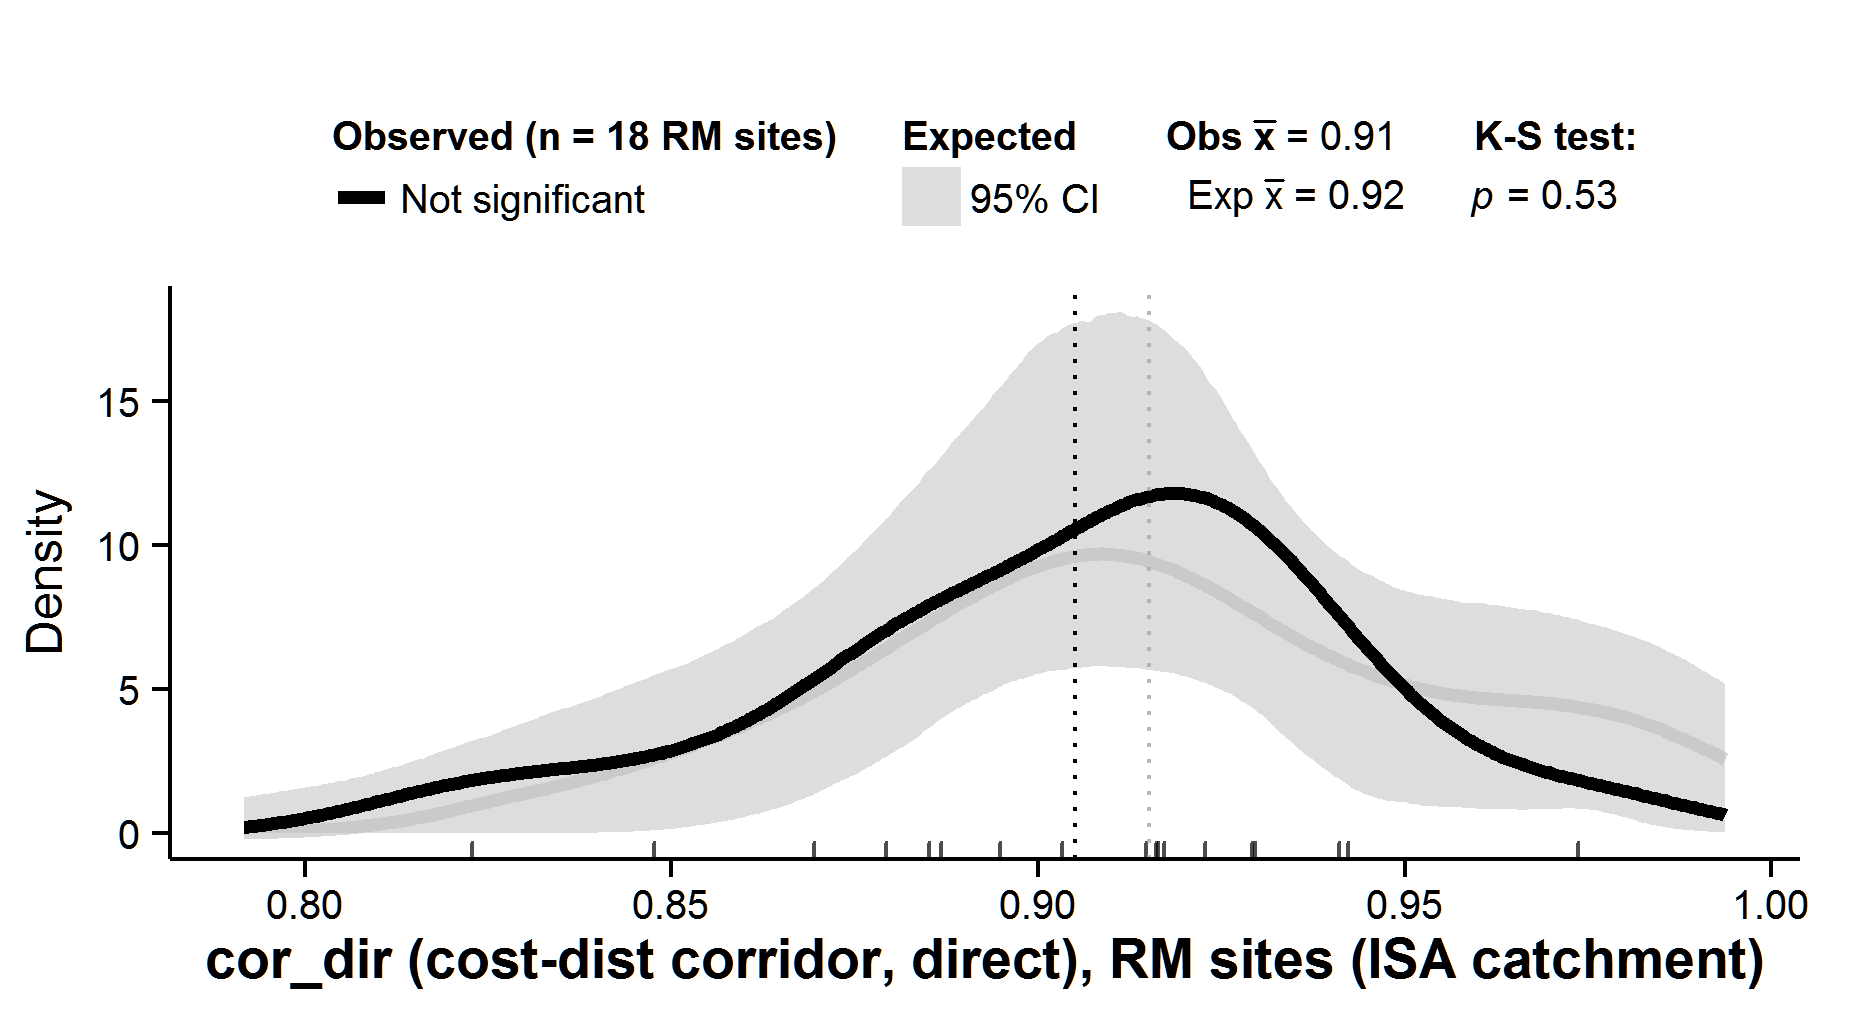 Observed (n = 18 RM sites) Expected Obs x̅ = 0.91 K-S test:
Not significant 95% CI Exp x̅ = 0.92 p = 0.53
Density
15
10
5
0
0.80 0.85 0.90 0.95 1.00
cor_dir (cost-dist corridor, direct), RM sites (ISA catchment)